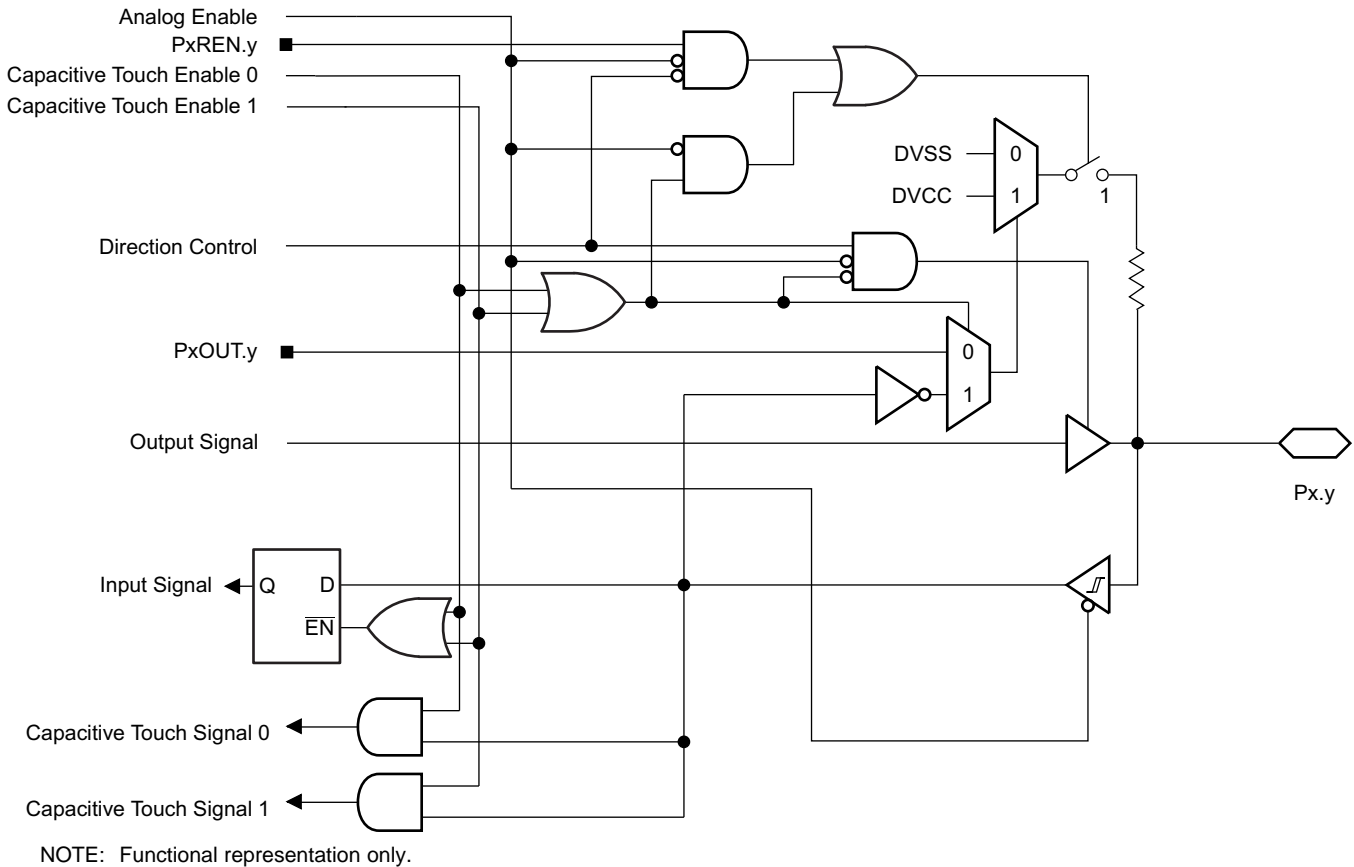 Analog Enable
PxREN.y
Capacitive Touch Enable 0
Capacitive Touch Enable 1
DVSS
0
DVCC
1
1
Direction Control
PxOUT.y
0
1
Output Signal
Px.y
Input Signal
Q
D
EN
Capacitive Touch Signal 0
Capacitive Touch Signal 1
NOTE: Functional representation only.